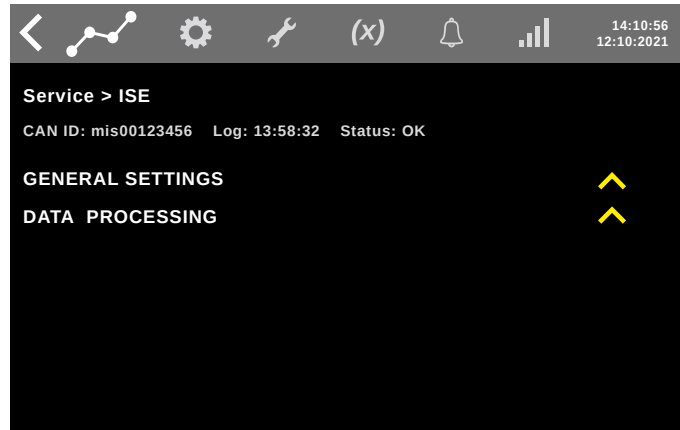 (x)
14:10:56
12:10:2021
Service > ISE
CAN ID: mis00123456 Log: 13:58:32 Status: OK
GENERAL SETTINGS
DATA PROCESSING